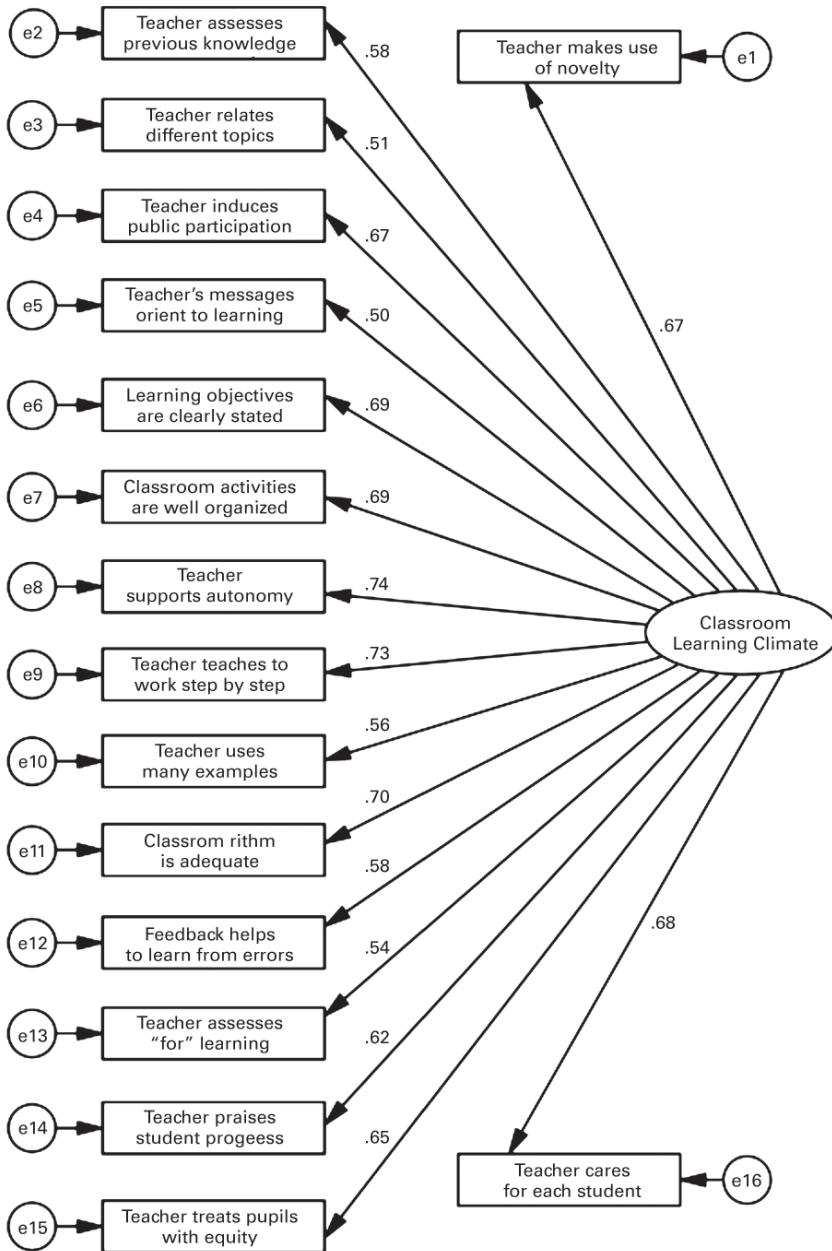 e2
Teacher assesses
previous knowledge
.58
Teacher makes use
of novelty
e1
e3
Teacher relates
different topics
.51
e4
Teacher induces
public participation
.67
e5
Teacher’s messages
orient to learning
.50
.67
e6
Learning objectives
are clearly stated
.69
e7
Classroom activities
are well organized
.69
e8
Teacher
supports autonomy
.74
Classroom
Learning Climate
e9
Teacher teaches to
work step by step
.73
e10
Teacher uses
many examples
.56
e11
Classrom rithm
is adequate
.70
e12
Feedback helps
to learn from errors
.58
.68
e13
Teacher assesses
“for” learning
.54
e14
Teacher praises
student progeess
.62
e15
Teacher treats pupils
with equity
.65
Teacher cares
for each student
e16